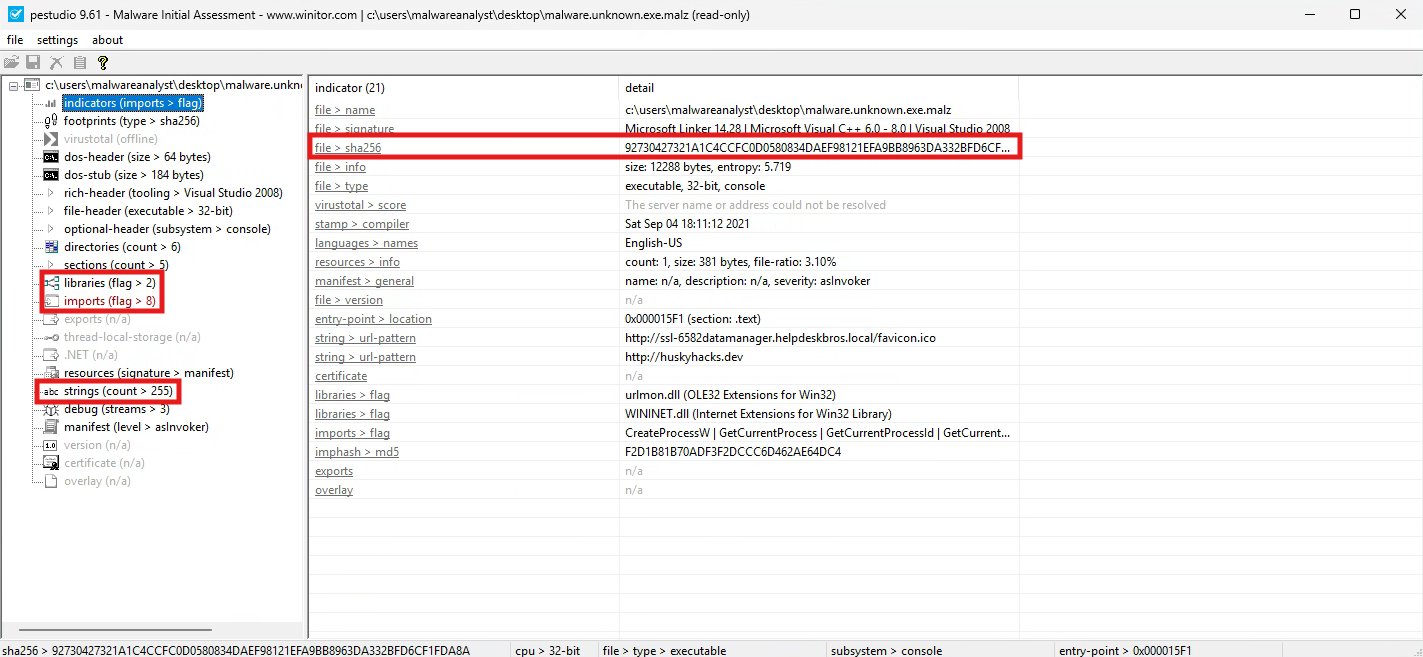 pestudio 9.61 - Malware Initial Assessment - www.winitor.com | c:\users\malwareanalyst\desktop\malware.unknown.exe.malz (read-only)
file settings about
c:\users\malwareanalyst\desktop\malware.unkn
indicators (imports > flag)
footprints (type > sha256)
virustotal (offline)
dos-header (size > 64 bytes)
dos-stub (size > 184 bytes)
rich-header (tooling > Visual Studio 2008)
file-header (executable > 32-bit)
optional-header (subsystem > console)
directories (count > 6)
sections (count > 5)
libraries (flag > 2)
imports (flag > 8)
exports (n/a)
thread-local-storage (n/a)
.NET (n/a)
resources (signature > manifest)
abc strings (count > 255)
debug (streams > 3)
manifest (level > asInvoker)
1.0 version (n/a)
certificate (n/a)
overlay (n/a)
indicator (21) detail
file > name c:\users\malwareanalyst\desktop\malware.unknown.exe.malz
file > signature Microsoft Linker 14.28 | Microsoft Visual C++ 6.0 - 8.0 | Visual Studio 2008
file > sha256 92730427321A1C4CCFC0D0580834DAEF98121EFA9BB8963DA332BFD6CF...
file > info size: 12288 bytes, entropy: 5.719
file > type executable, 32-bit, console
virustotal > score The server name or address could not be resolved
stamp > compiler Sat Sep 04 18:11:12 2021
languages > names English-US
resources > info count: 1, size: 381 bytes, file-ratio: 3.10%
manifest > general name: n/a, description: n/a, severity: asInvoker
file > version n/a
entry-point > location 0x000015F1 (section: .text)
string > url-pattern http://ssl-6582datamanager.helpdeskbros.local/favicon.ico
string > url-pattern http://huskyhacks.dev
certificate n/a
libraries > flag urlmon.dll (OLE32 Extensions for Win32)
libraries > flag WININET.dll (Internet Extensions for Win32 Library)
imports > flag CreateProcessW | GetCurrentProcess | GetCurrentProcessId | GetCurrent...
imphash > md5 F2D1B81B70ADF3F2DCCC6D462AE64DC4
exports n/a
overlay n/a
sha256 > 92730427321A1C4CCFC0D0580834DAEF98121EFA9BB8963DA332BFD6CF1FDA8A cpu > 32-bit file > type > executable subsystem > console entry-point > 0x000015F1